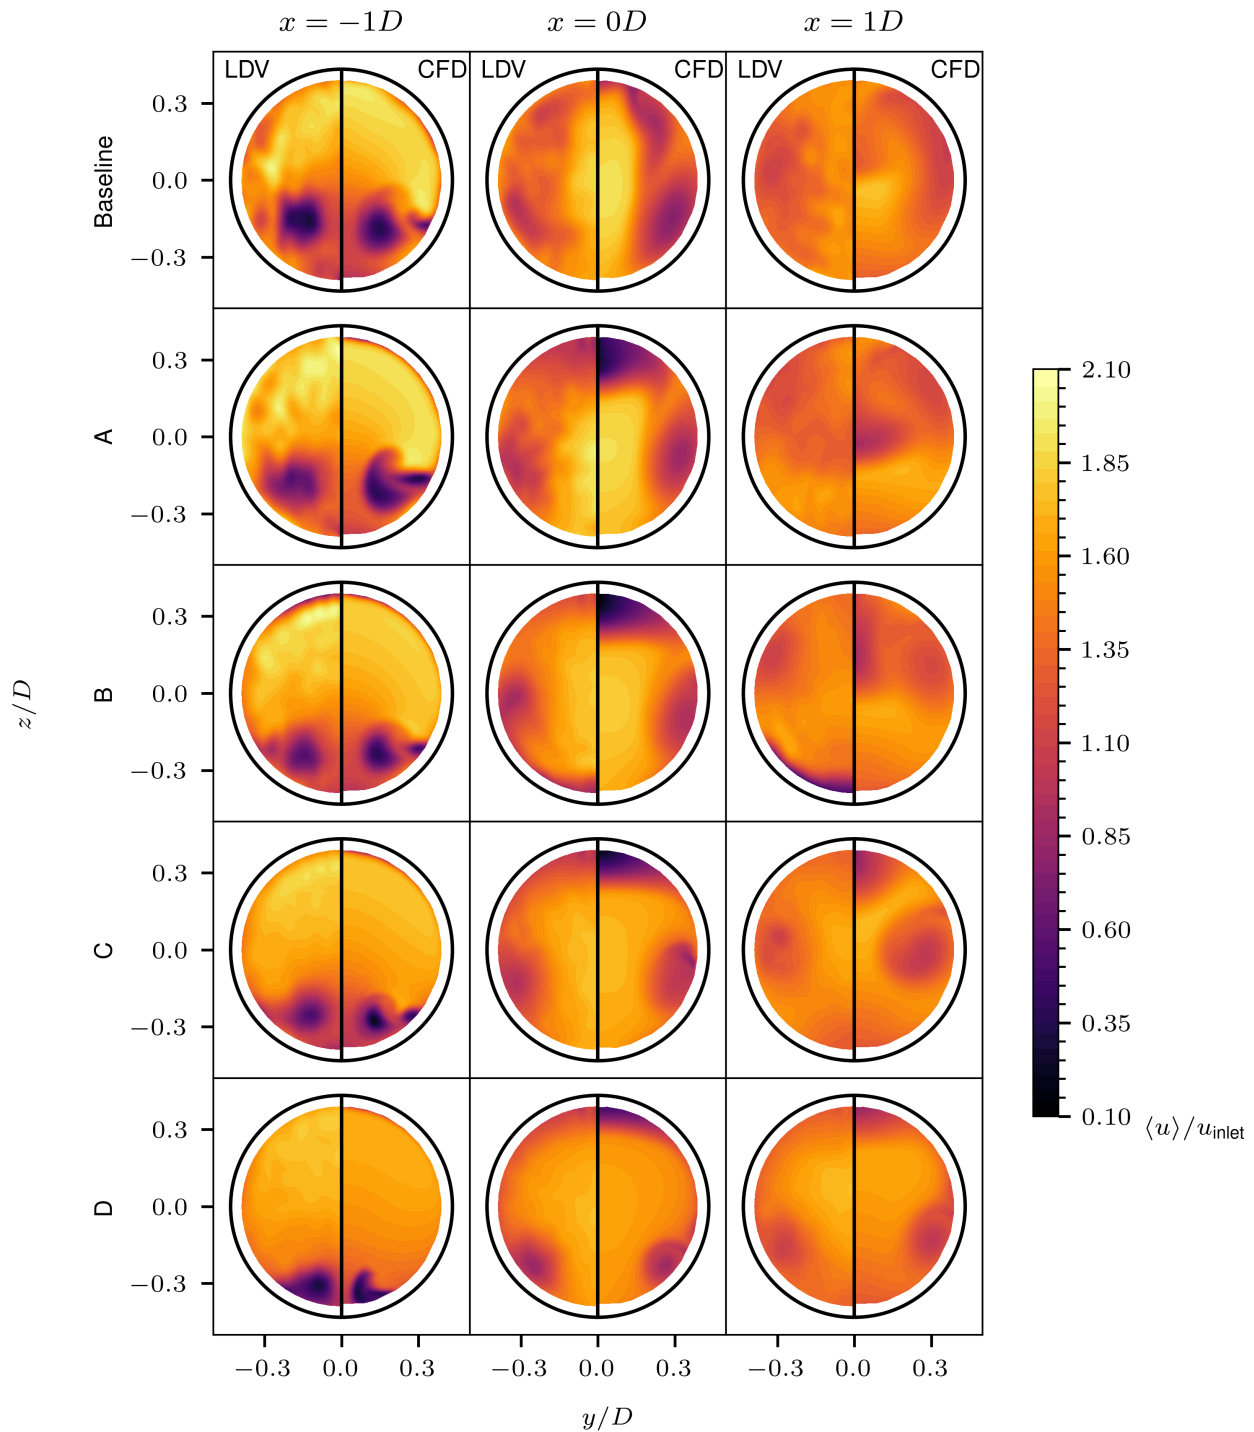 x = −1D x = 0D x = 1D
LDV CFD LDV CFD LDV CFD
Baseline
0.3
0.0
−0.3
A
0.3
0.0
−0.3
B
0.3
0.0
−0.3
C
0.3
0.0
−0.3
D
0.3
0.0
−0.3
z/D
−0.3 0.0 0.3 −0.3 0.0 0.3 −0.3 0.0 0.3
y/D
2.10
1.85
1.60
1.35
1.10
0.85
0.60
0.35
0.10
⟨u⟩/u_inlet